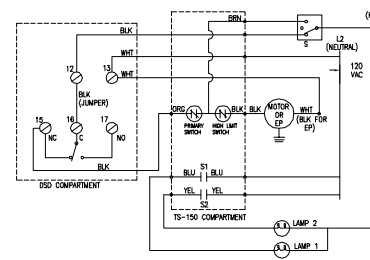 BRN
(H
S
BLK
L2
(NEUTRAL)
WHT
120
VAC
12
13
WHT
BLK
(JUMPER)
ORG
BLK
BLK
MOTOR
OR
EP
WHT
(BLK FOR
EP)
15
16
17
NC
C
NO
PRIMARY
SWITCH
HIGH LIMIT
SWITCH
BLK
S1
BLU
BLU
DSD COMPARTMENT
YEL
YEL
S2
TS-150 COMPARTMENT
LAMP 2
LAMP 1